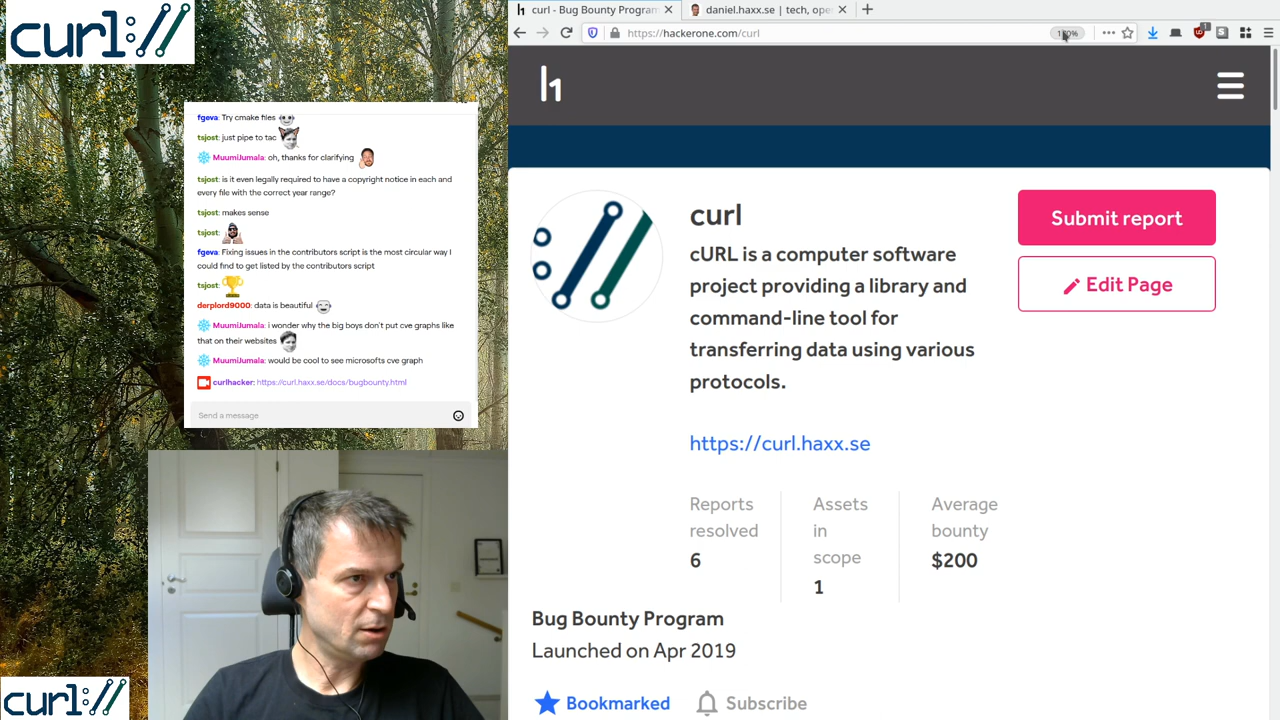 curl://
fgeva: Try cmake files
tsjost: just pipe to tac
MuumiJumala: oh, thanks for clarifying
tsjost: is it even legally required to have a copyright notice in each and
every file with the correct year range?
tsjost: makes sense
tsjost:
fgeva: Fixing issues in the contributors script is the most circular way I
could find to get listed by the contributors script
tsjost:
derplord9000: data is beautiful
MuumiJumala: i wonder why the big boys don't put cve graphs like
that on their websites
MuumiJumala: would be cool to see microsofts cve graph
curlhacker: https://curl.haxx.se/docs/bugbounty.html
Send a message
curl://
curl - Bug Bounty Program
daniel.haxx.se | tech, ope
https://hackerone.com/curl
1
S
h1
curl
Submit report
cURL is a computer software
project providing a library and
command-line tool for
transferring data using various
protocols.
Edit Page
https://curl.haxx.se
Reports
resolved
6
Assets
in
scope
1
Average
bounty
$200
Bug Bounty Program
Launched on Apr 2019
Bookmarked
Subscribe